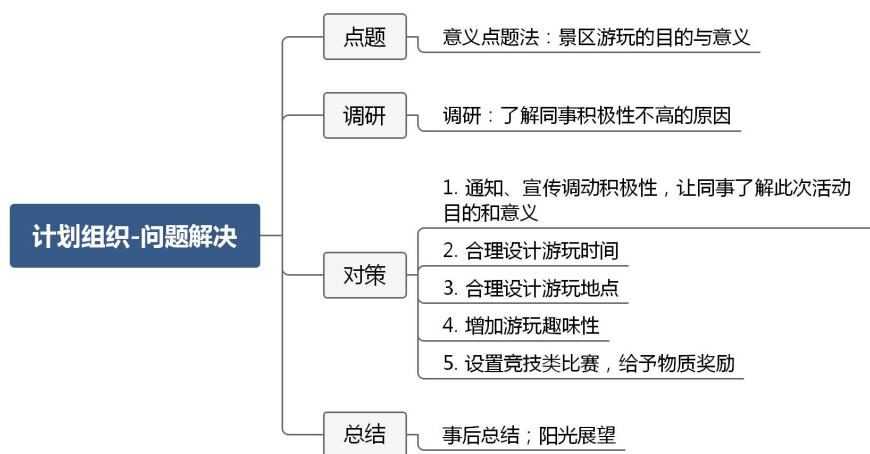 计划组织-问题解决
点题
意义点题法：景区游玩的目的与意义
调研
调研：了解同事积极性不高的原因
对策
1. 通知、宣传调动积极性，让同事了解此次活动
目的和意义
2. 合理设计游玩时间
3. 合理设计游玩地点
4. 增加游玩趣味性
5. 设置竞技类比赛，给予物质奖励
总结
事后总结；阳光展望